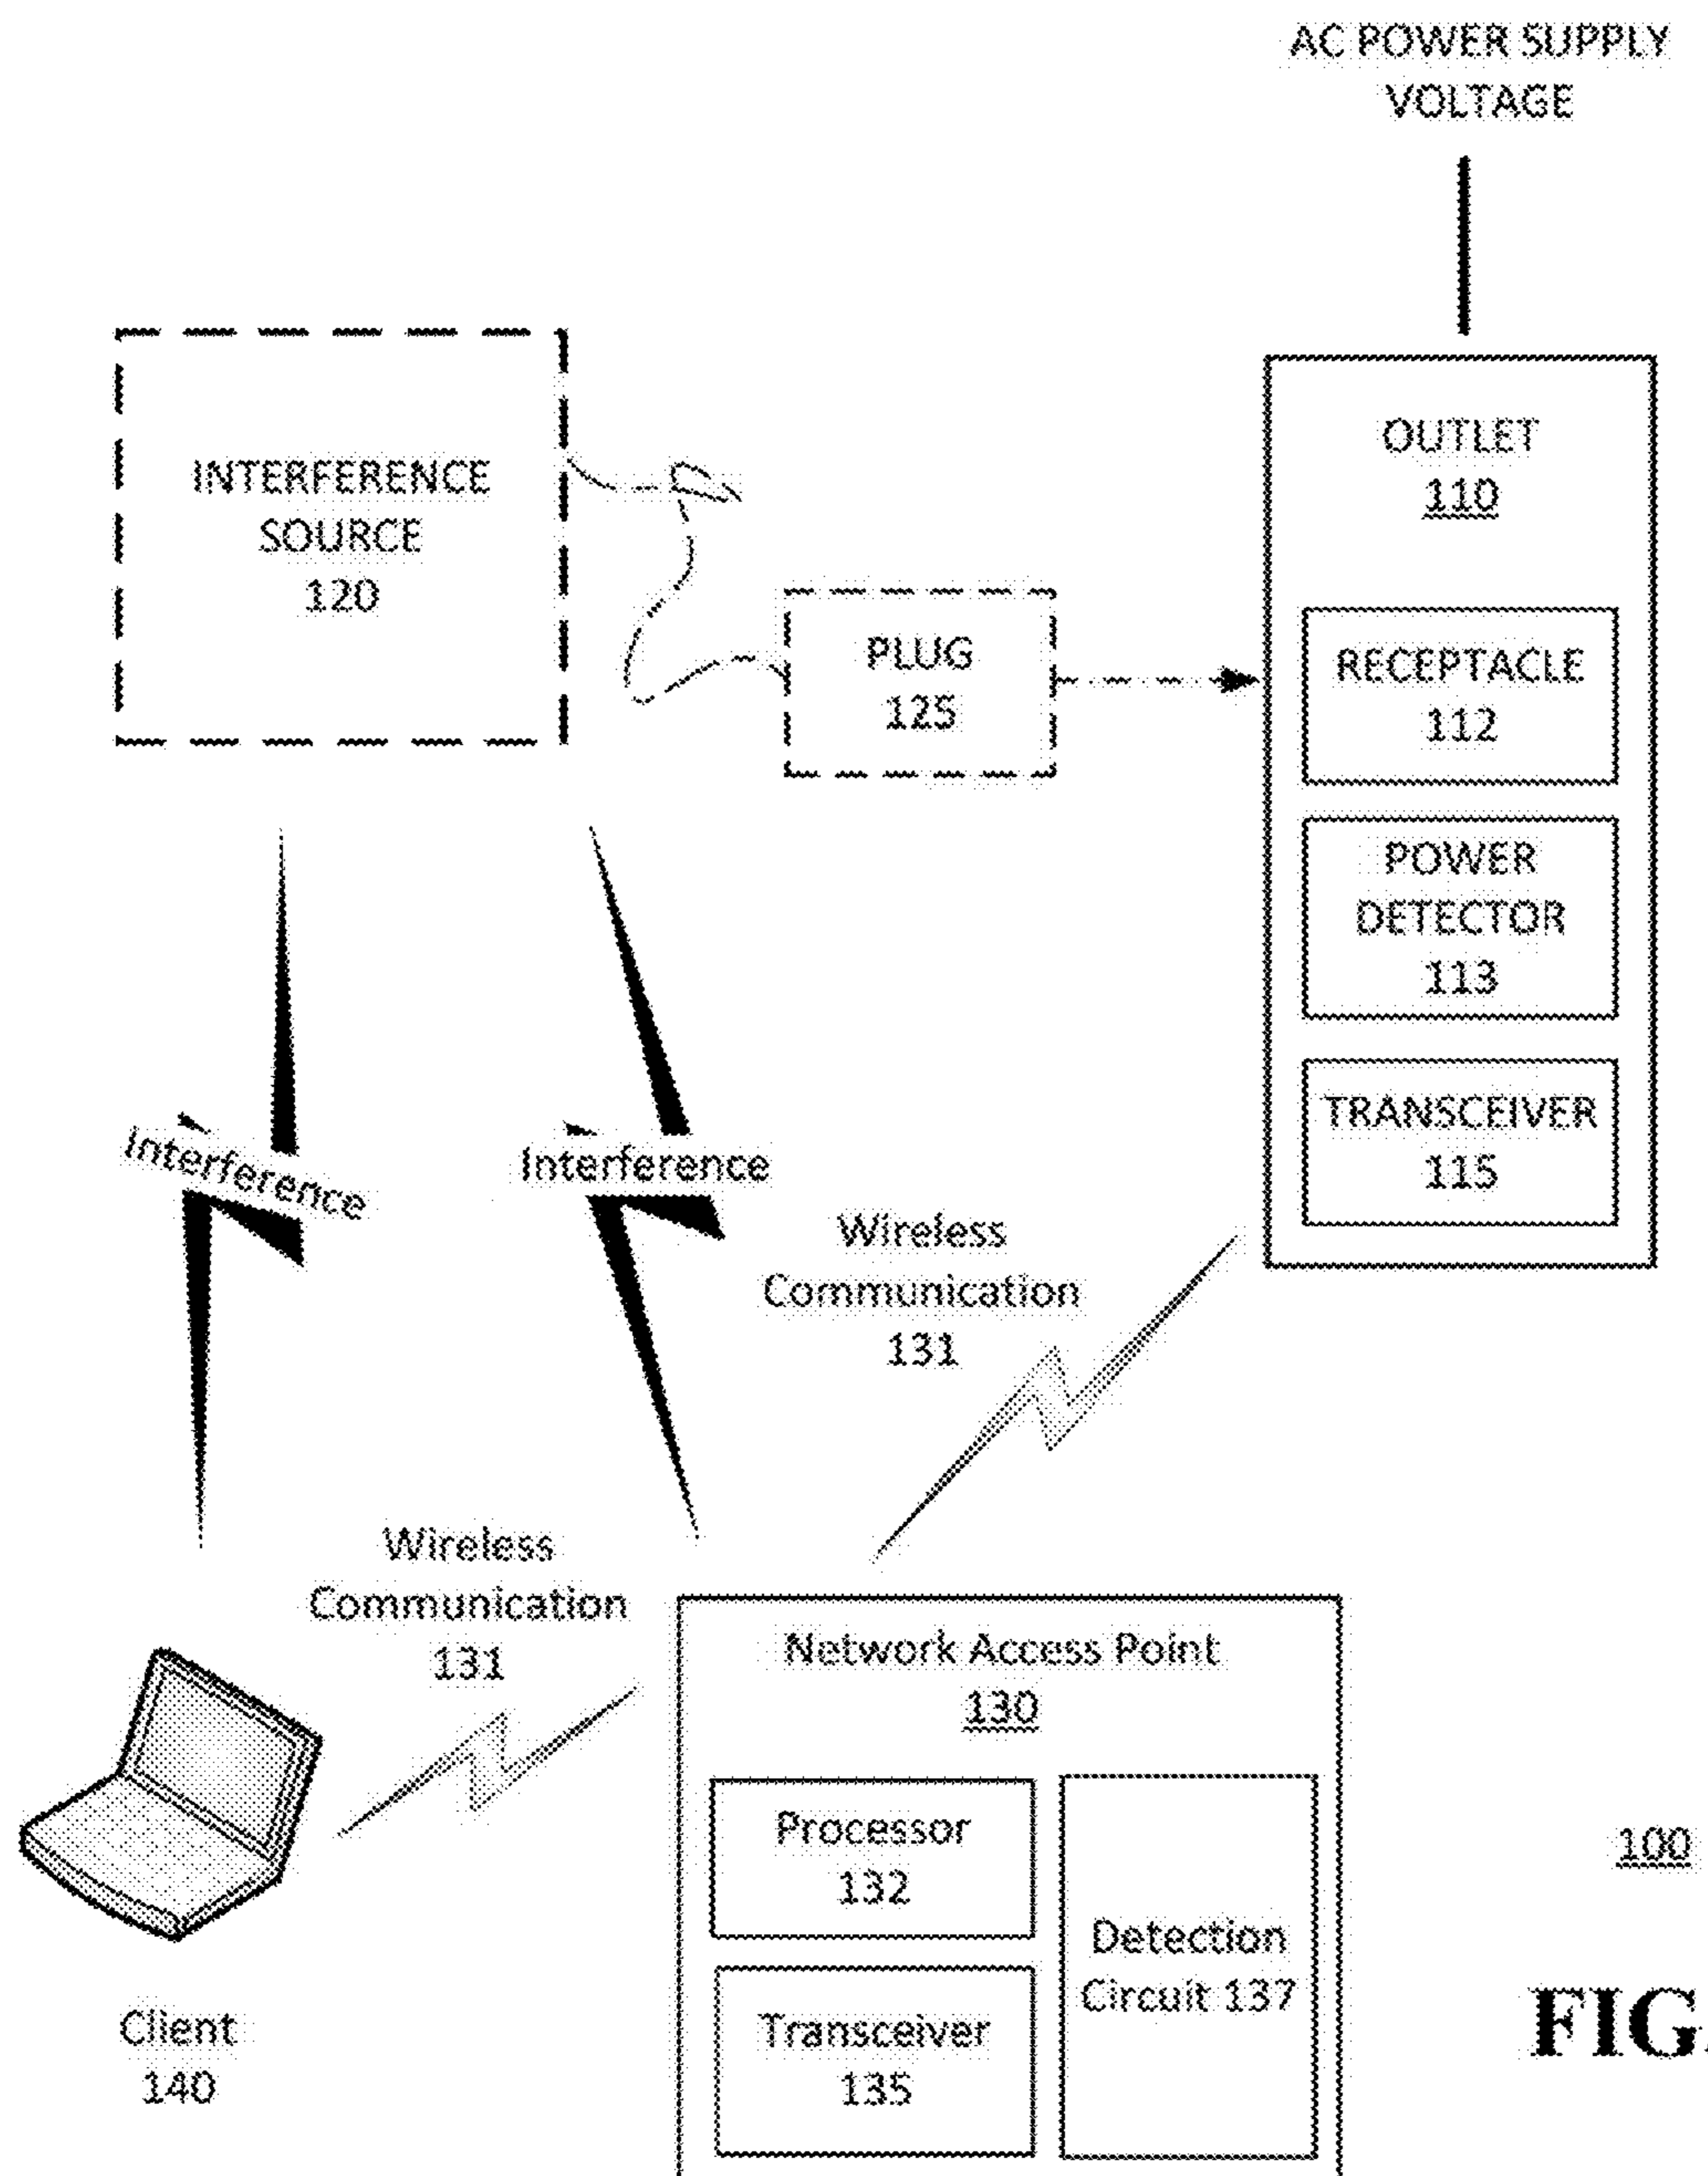 AC POWER SUPPLY
VOLTAGE
INTERFERENCE
SOURCE
120
PLUG
125
OUTLET
110
RECEPTACLE
112
POWER
DETECTOR
113
TRANSCEIVER
115
Interference
Interference
Wireless
Communication
131
Wireless
Communication
131
Network Access Point
130
Processor
132
Transceiver
135
Detection
Circuit 137
Client
140
100
FIG.